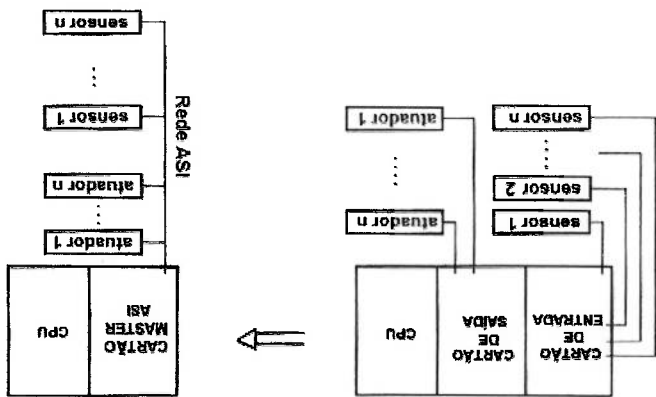 CARTÃO
DE
ENTRADA
CARTÃO
DE
SAÍDA
CPU
sensor 1
sensor 2
sensor n
atuador n
atuador 1
CARTÃO
MASTER
ASI
CPU
atuador 1
atuador n
sensor 1
sensor n
Rede ASI